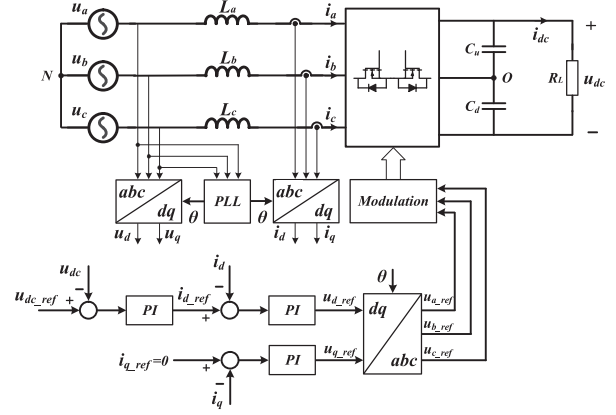 u_a
L_a
i_a
i_dc
+
N
u_b
L_b
i_b
C_u
O
R_L
u_dc
u_c
L_c
i_c
C_d
−
abc
dq
θ
PLL
θ
abc
dq
Modulation
u_d
u_q
i_d
i_q
u_dc
−
u_dc_ref
+
PI
i_d_ref
i_d
−
+
PI
u_d_ref
θ
dq
abc
u_a_ref
u_b_ref
u_c_ref
i_q_ref=0
+
−
i_q
PI
u_q_ref